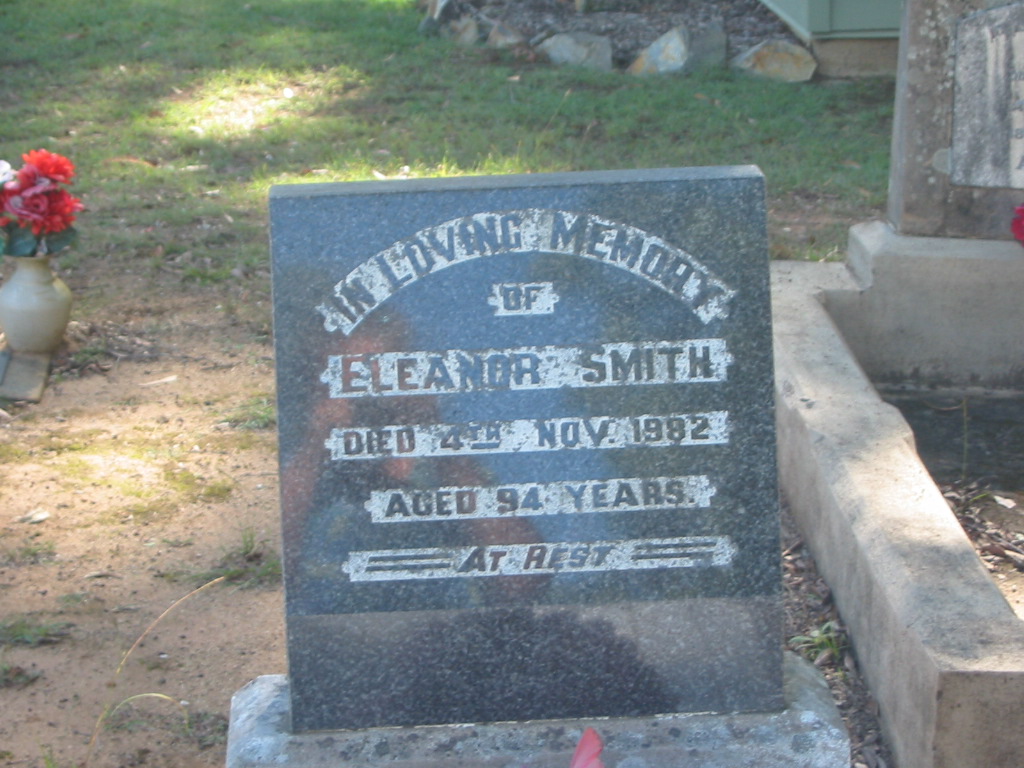 IN LOVING MEMORY
OF
ELEANOR SMITH
DIED 4TH NOV. 1982
AGED 94 YEARS.
AT REST